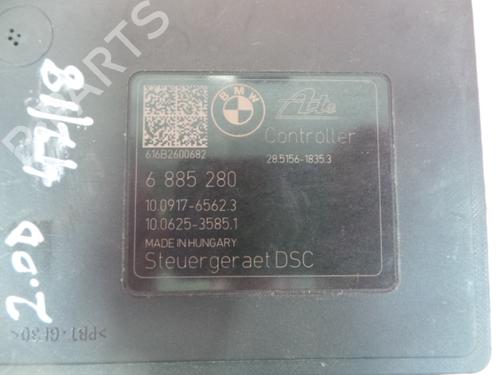 BMW
Ate
Controller
616B2600682
28.5156-1835.3
6 885 280
10.0917-6562.3
10.0625-3585.1
MADE IN HUNGARY
Steuergeraet DSC
2.0D 47/18
>PBT-GF30<
PARTS